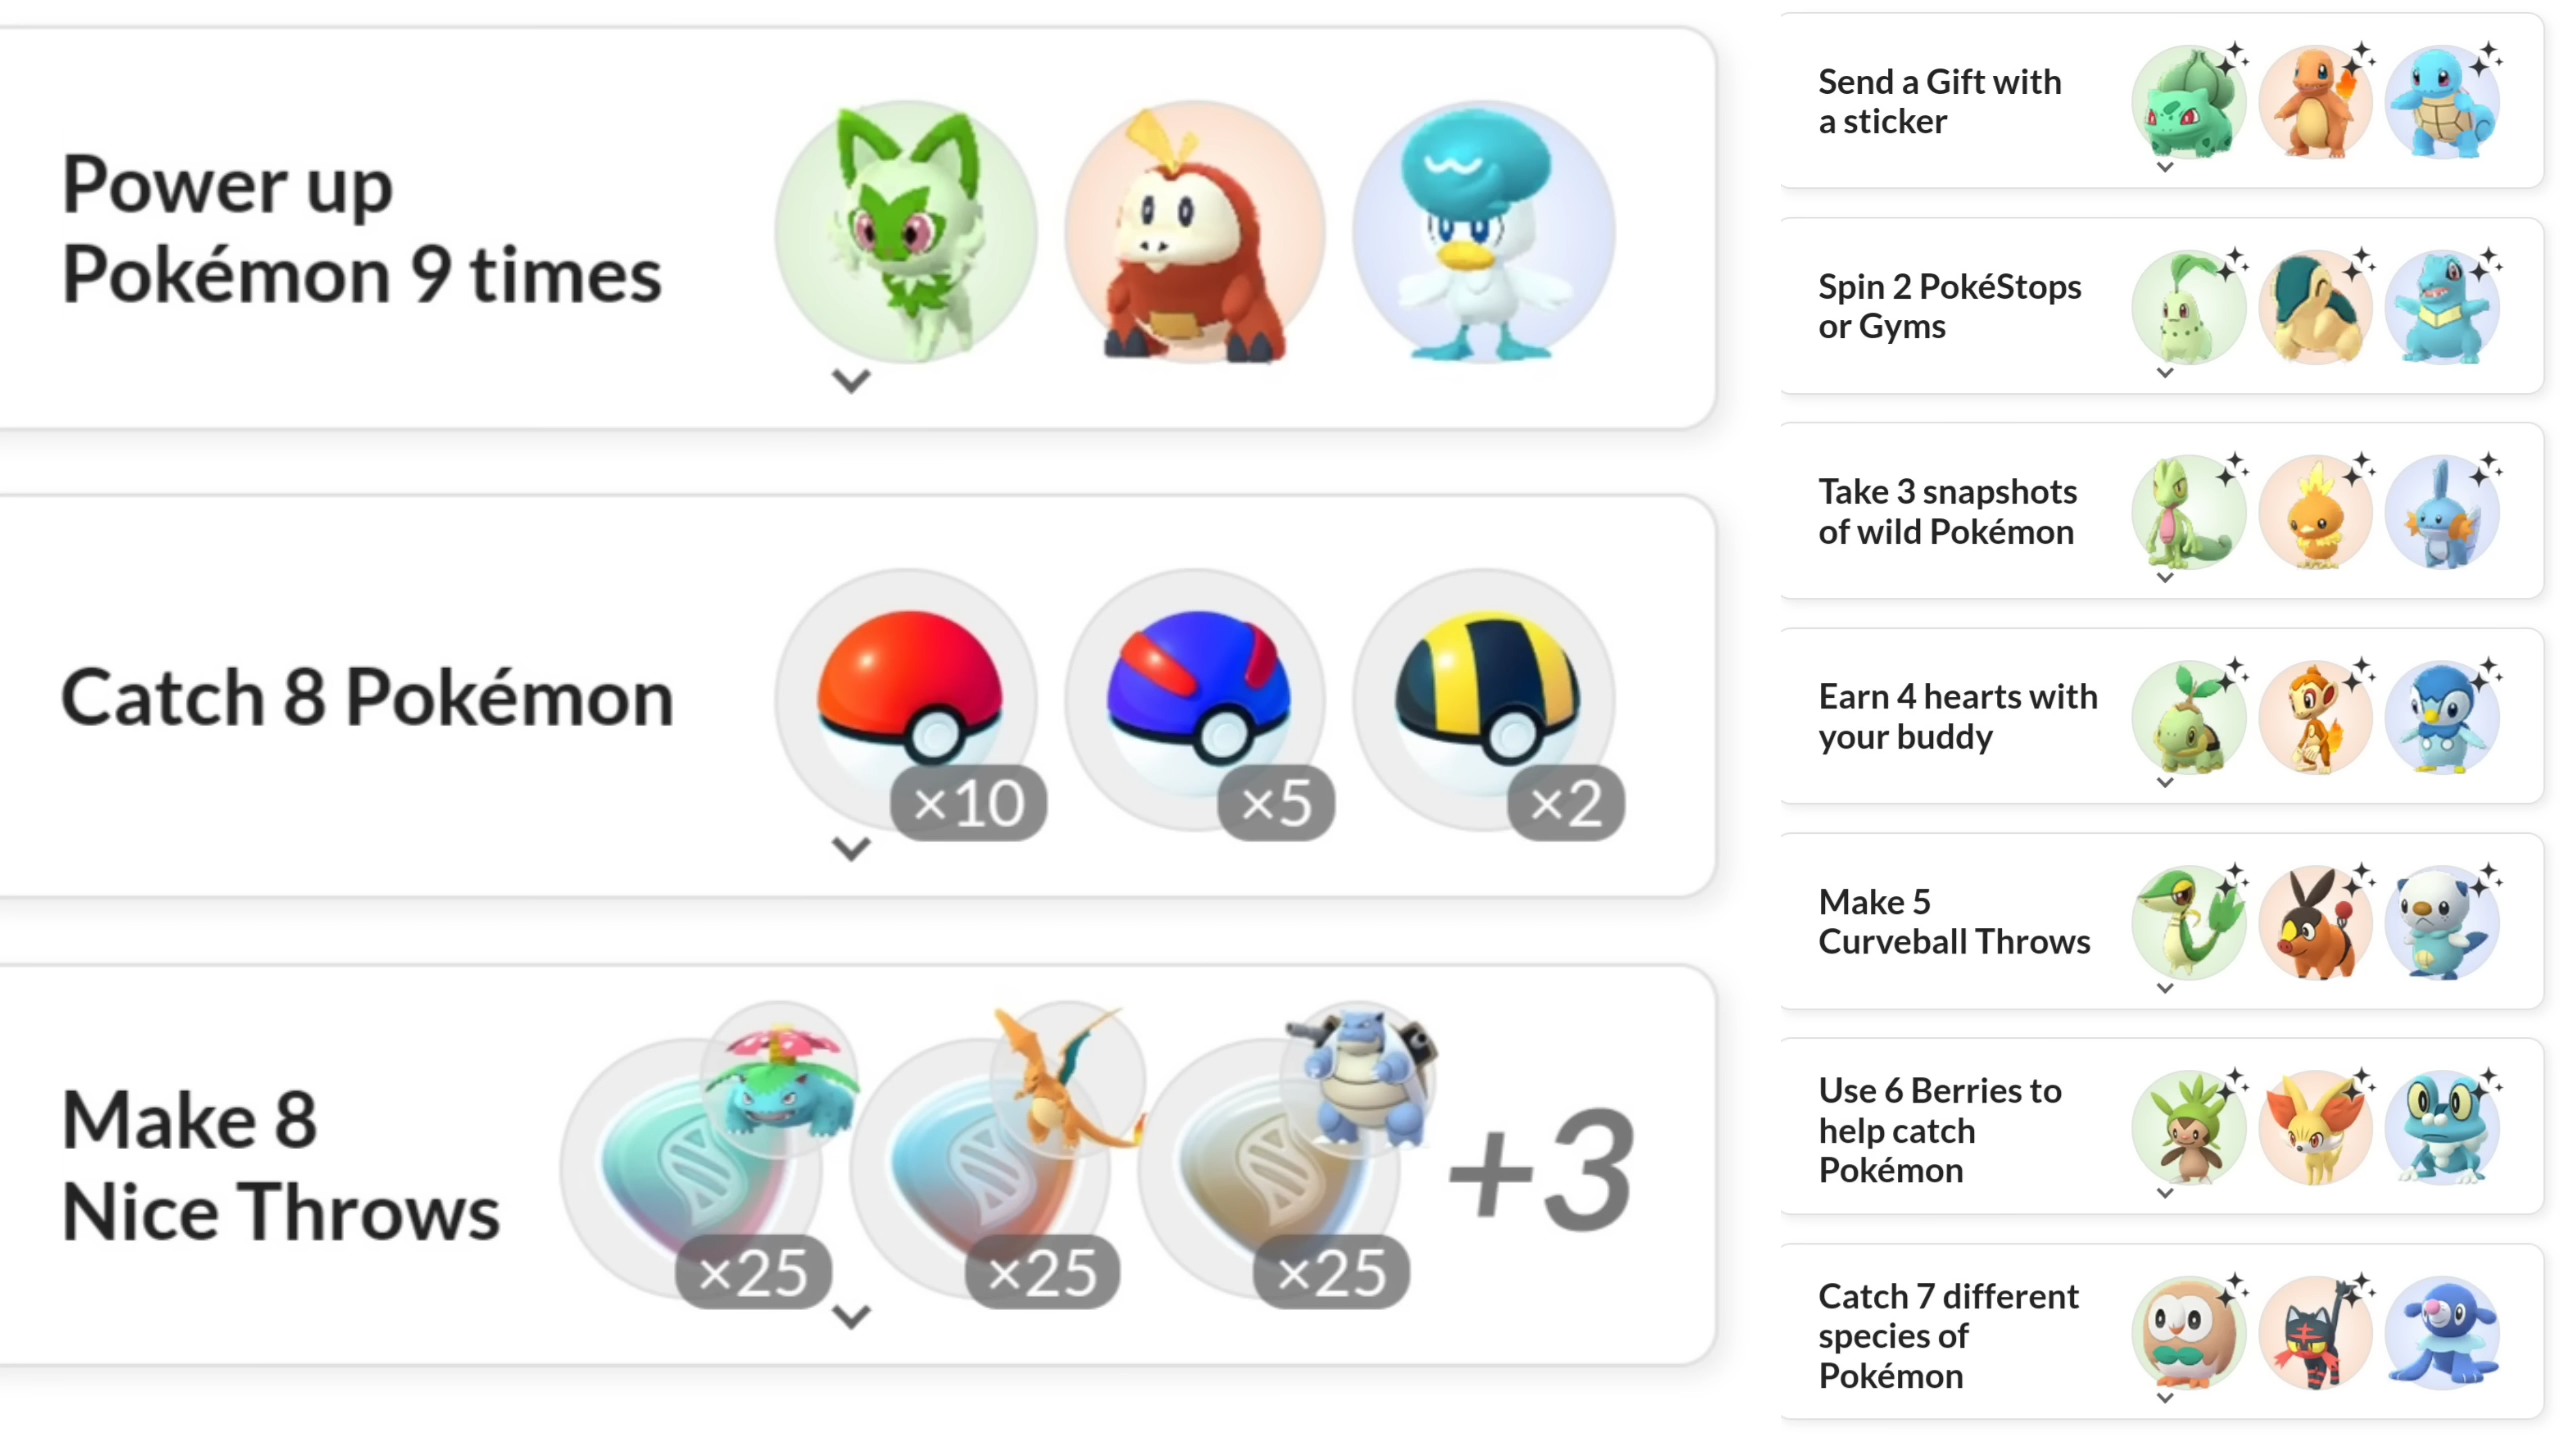 Power up
Pokémon 9 times
Catch 8 Pokémon
×10
×5
×2
Make 8
Nice Throws
×25
×25
×25
+3
Send a Gift with
a sticker
Spin 2 PokéStops
or Gyms
Take 3 snapshots
of wild Pokémon
Earn 4 hearts with
your buddy
Make 5
Curveball Throws
Use 6 Berries to
help catch
Pokémon
Catch 7 different
species of
Pokémon